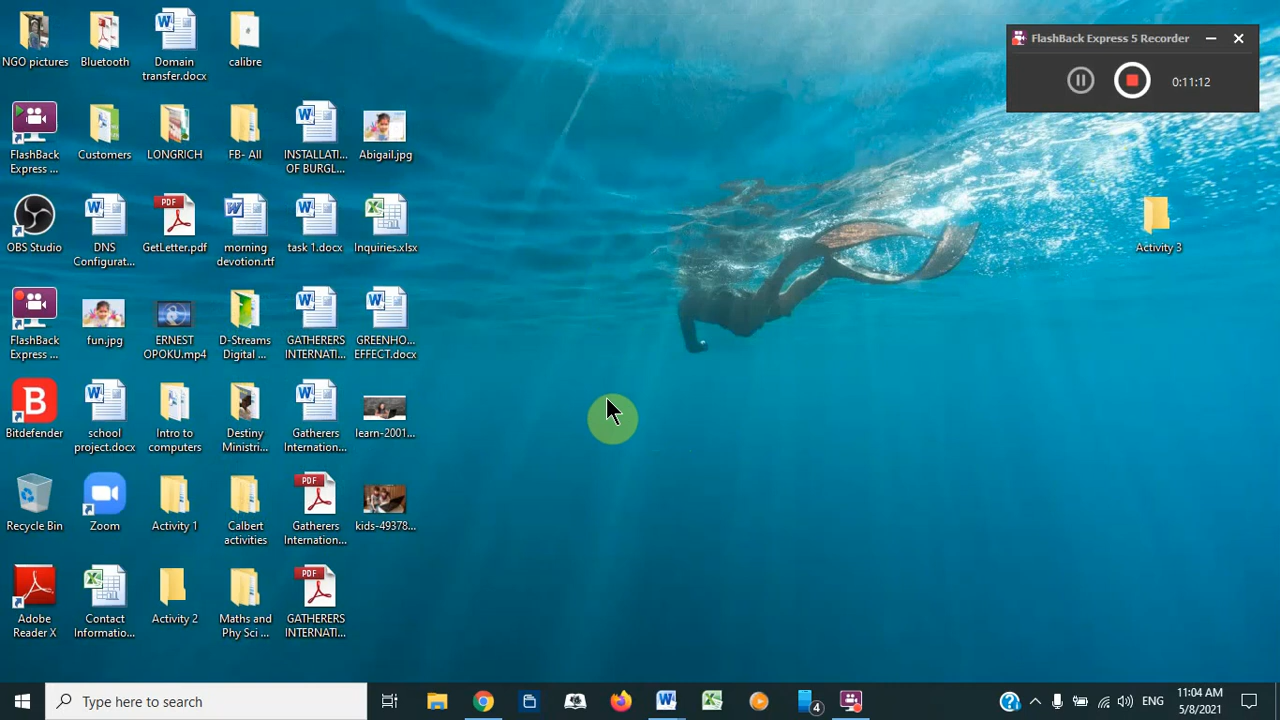 NGO pictures
Bluetooth
Domain
transfer.docx
calibre
FlashBack Express 5 Recorder
0:11:12
FlashBack
Express ...
Customers
LONGRICH
FB- All
INSTALLATI...
OF BURGL...
Abigail.jpg
OBS Studio
DNS
Configurat...
PDF
GetLetter.pdf
morning
devotion.rtf
task 1.docx
Inquiries.xlsx
Activity 3
FlashBack
Express ...
fun.jpg
ERNEST
OPOKU.mp4
D-Streams
Digital ...
GATHERERS
INTERNATI...
GREENHO...
EFFECT.docx
B
Bitdefender
school
project.docx
Intro to
computers
Destiny
Ministri...
Gatherers
Internation...
learn-2001...
Recycle Bin
Zoom
Activity 1
Calbert
activities
PDF
Gatherers
Internation...
kids-49378...
Adobe
Reader X
Contact
Informatio...
Activity 2
Maths and
Phy Sci ...
PDF
GATHERERS
INTERNATI...
Type here to search
4
ENG
11:04 AM
5/8/2021